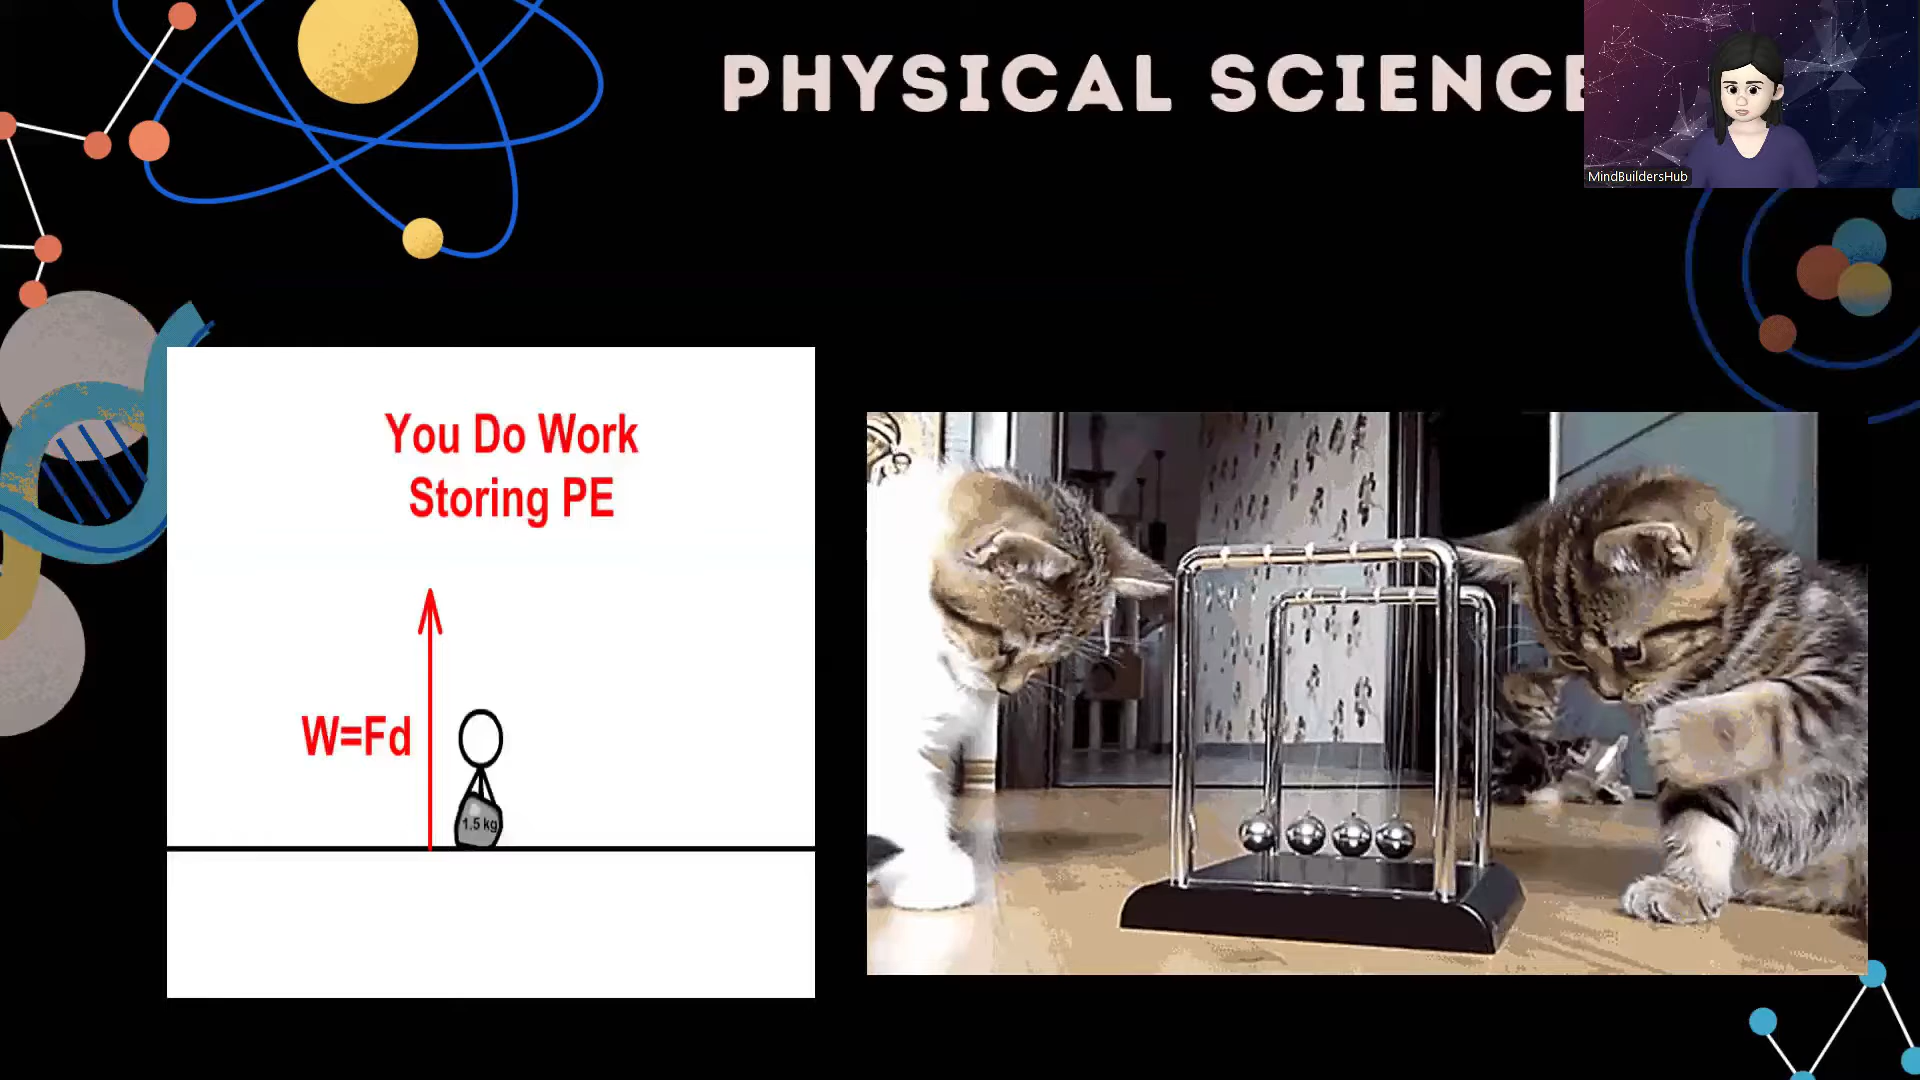 PHYSICAL SCIENCE
MindBuildersHub
You Do Work
Storing PE
W=Fd
1.5 kg